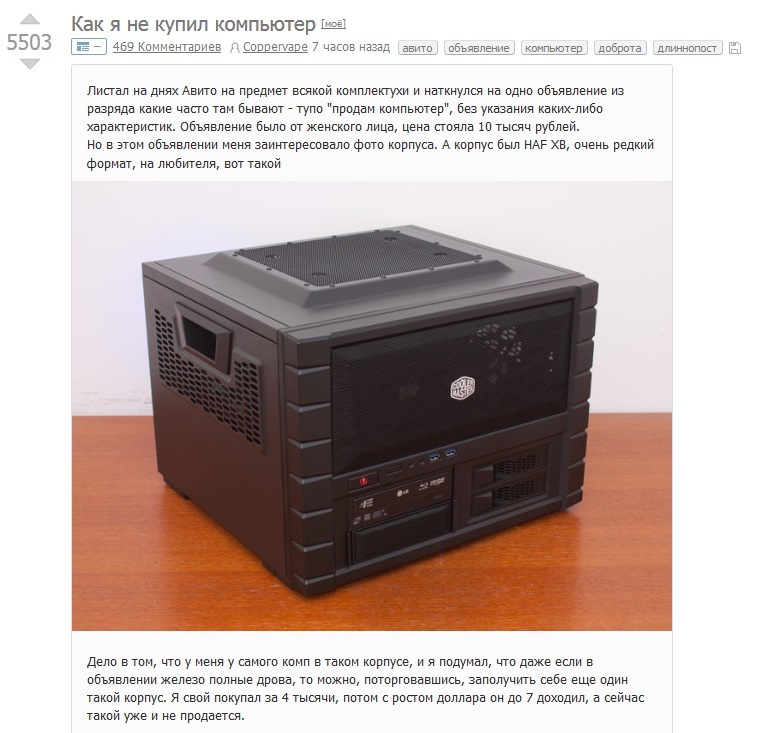 Как я не купил компьютер [моё]
5503
469 Комментариев Coppervape 7 часов назад авито объявление компьютер доброта длиннопост
Листал на днях Авито на предмет всякой комплектухи и наткнулся на одно объявление из
разряда какие часто там бывают - тупо "продам компьютер", без указания каких-либо
характеристик. Объявление было от женского лица, цена стояла 10 тысяч рублей.
Но в этом объявлении меня заинтересовало фото корпуса. А корпус был HAF XB, очень редкий
формат, на любителя, вот такой
COOLER
MASTER
LG
Дело в том, что у меня у самого комп в таком корпусе, и я подумал, что даже если в
объявлении железо полные дрова, то можно, поторговавшись, заполучить себе еще один
такой корпус. Я свой покупал за 4 тысячи, потом с ростом доллара он до 7 доходил, а сейчас
такой уже и не продается.